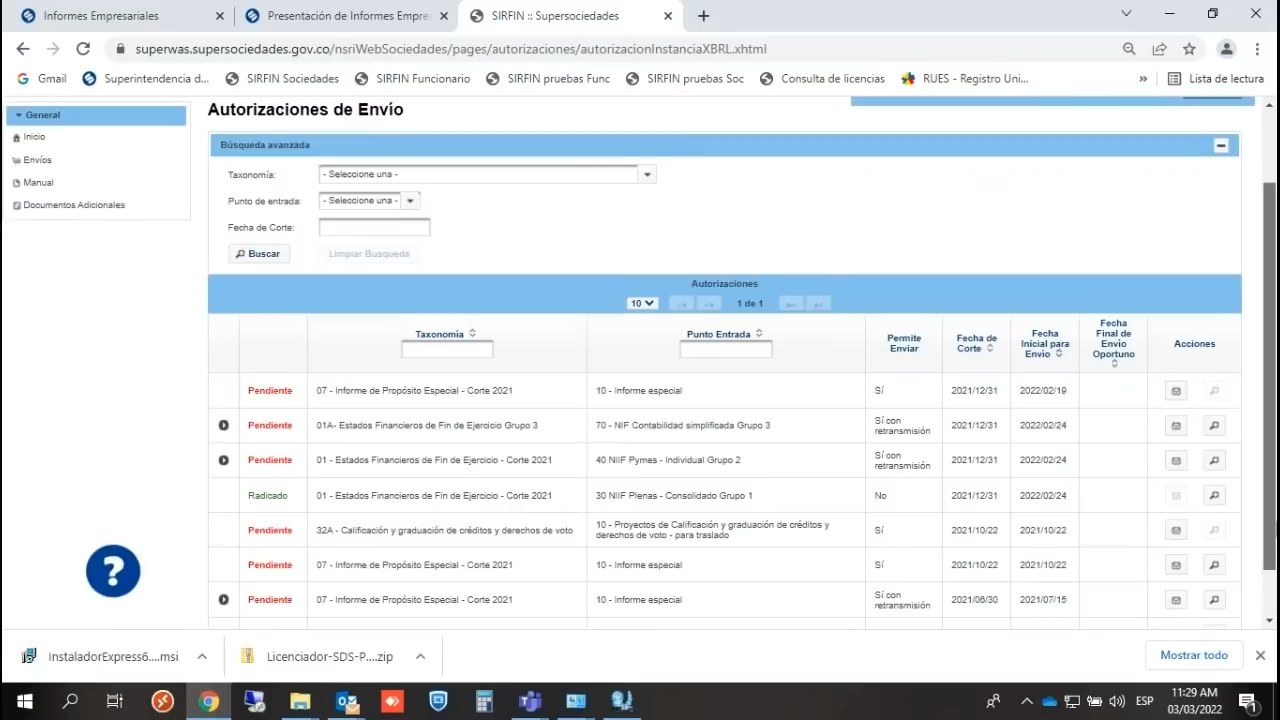 Informes Empresariales
Presentación de Informes Empre
SIRFIN :: Supersociedades
superwas.supersociedades.gov.co/nsriWebSociedades/pages/autorizaciones/autorizacionInstanciaXBRL.xhtml
Gmail
Superintendencia d...
SIRFIN Sociedades
SIRFIN Funcionario
SIRFIN pruebas Func
SIRFIN pruebas Soc
Consulta de licencias
RUES - Registro Uni...
»
Lista de lectura
General
Inicio
Envíos
Manual
Documentos Adicionales
Autorizaciones de Envío
Búsqueda avanzada
Taxonomía:
- Seleccione una -
Punto de entrada:
- Seleccione una -
Fecha de Corte:
Buscar
Limpiar Busqueda
Autorizaciones
10
1 de 1
Taxonomía
Punto Entrada
Permite
Enviar
Fecha de
Corte
Fecha
Inicial para
Envío
Fecha
Final de
Envío
Oportuno
Acciones
Pendiente 07 - Informe de Propósito Especial - Corte 2021 10 - Informe especial Sí 2021/12/31 2022/02/19
Pendiente 01A- Estados Financieros de Fin de Ejercicio Grupo 3 70 - NIF Contabilidad simplificada Grupo 3 Sí con
retransmisión 2021/12/31 2022/02/24
Pendiente 01 - Estados Financieros de Fin de Ejercicio - Corte 2021 40 NIIF Pymes - Individual Grupo 2 Sí con
retransmisión 2021/12/31 2022/02/24
Radicado 01 - Estados Financieros de Fin de Ejercicio - Corte 2021 30 NIIF Plenas - Consolidado Grupo 1 No 2021/12/31 2022/02/24
Pendiente 32A - Calificación y graduación de créditos y derechos de voto 10 - Proyectos de Calificación y graduación de créditos y
derechos de voto - para traslado Sí 2021/10/22 2021/10/22
Pendiente 07 - Informe de Propósito Especial - Corte 2021 10 - Informe especial Sí 2021/10/22 2021/10/22
Pendiente 07 - Informe de Propósito Especial - Corte 2021 10 - Informe especial Sí con
retransmisión 2021/06/30 2021/07/15
?
InstaladorExpress6....msi
Licenciador-SDS-P....zip
Mostrar todo
ESP
11:29 AM
03/03/2022
1